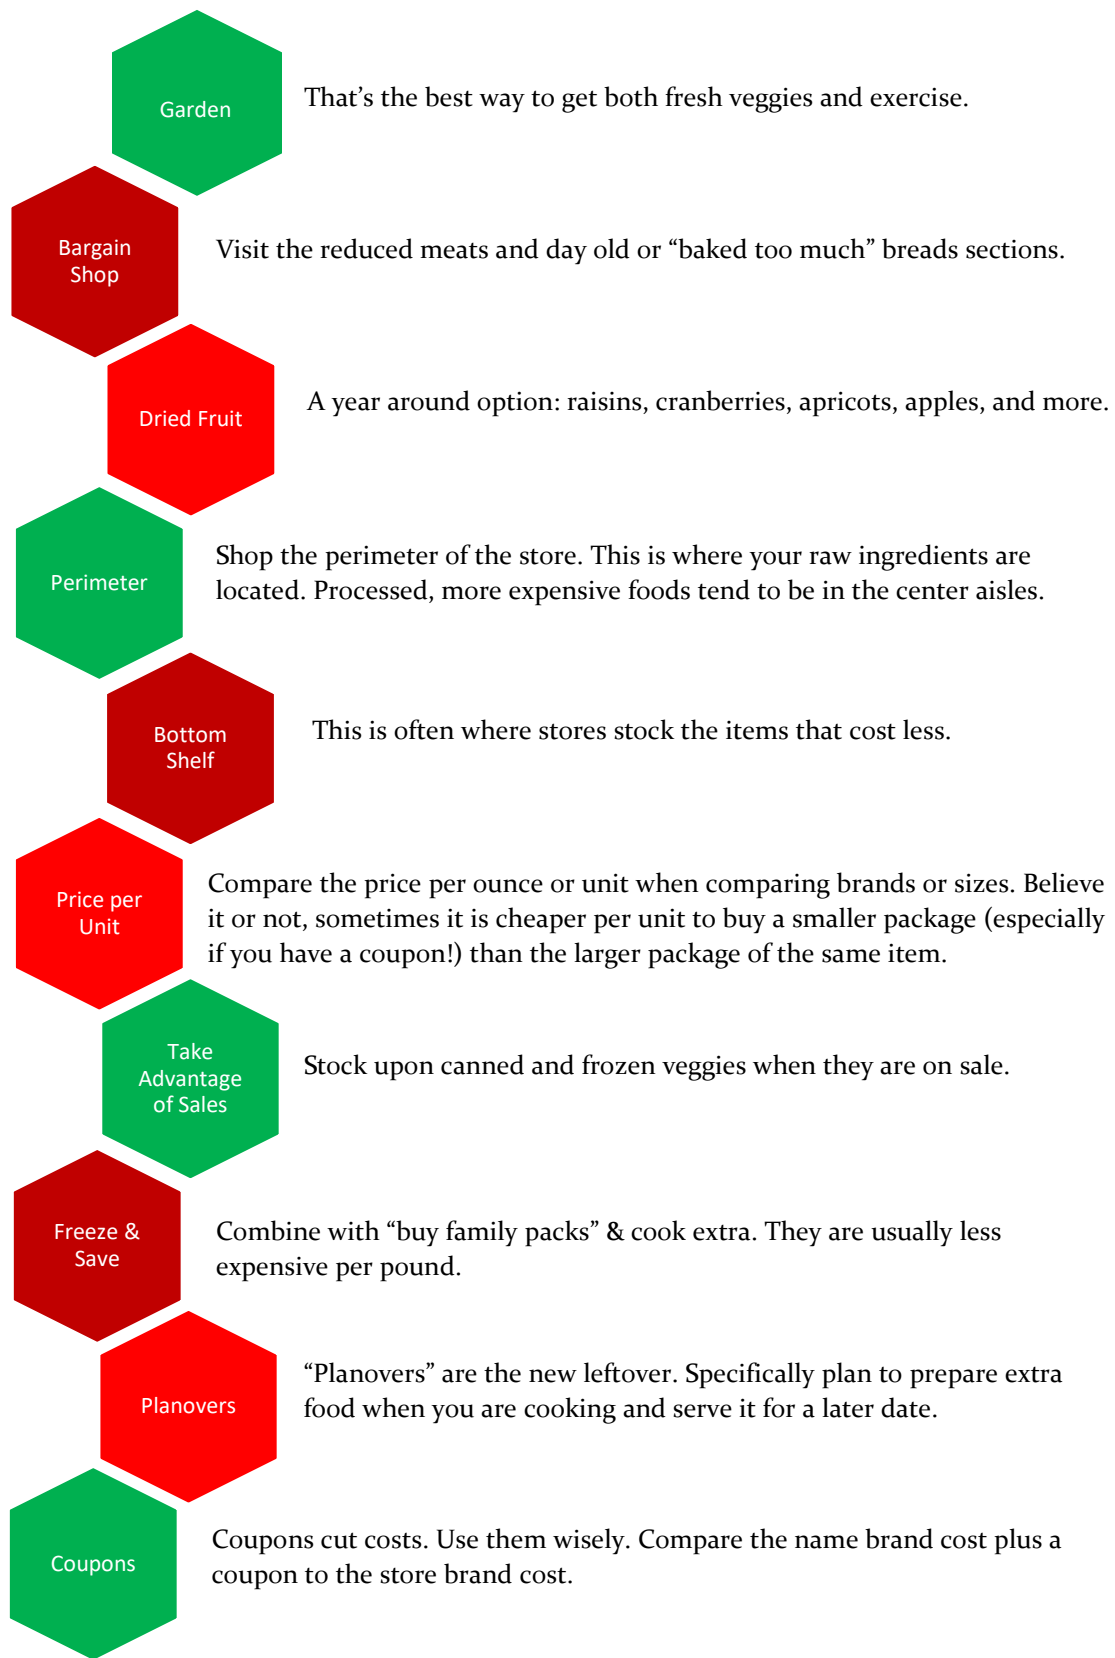 Garden
That's the best way to get both fresh veggies and exercise.
Bargain
Shop
Visit the reduced meats and day old or “baked too much” breads sections.
Dried Fruit
A year around option: raisins, cranberries, apricots, apples, and more.
Perimeter
Shop the perimeter of the store. This is where your raw ingredients are
located. Processed, more expensive foods tend to be in the center aisles.
Bottom
Shelf
This is often where stores stock the items that cost less.
Price per
Unit
Compare the price per ounce or unit when comparing brands or sizes. Believe
it or not, sometimes it is cheaper per unit to buy a smaller package (especially
if you have a coupon!) than the larger package of the same item.
Take
Advantage
of Sales
Stock upon canned and frozen veggies when they are on sale.
Freeze &
Save
Combine with “buy family packs” & cook extra. They are usually less
expensive per pound.
Planovers
“Planovers” are the new leftover. Specifically plan to prepare extra
food when you are cooking and serve it for a later date.
Coupons
Coupons cut costs. Use them wisely. Compare the name brand cost plus a
coupon to the store brand cost.